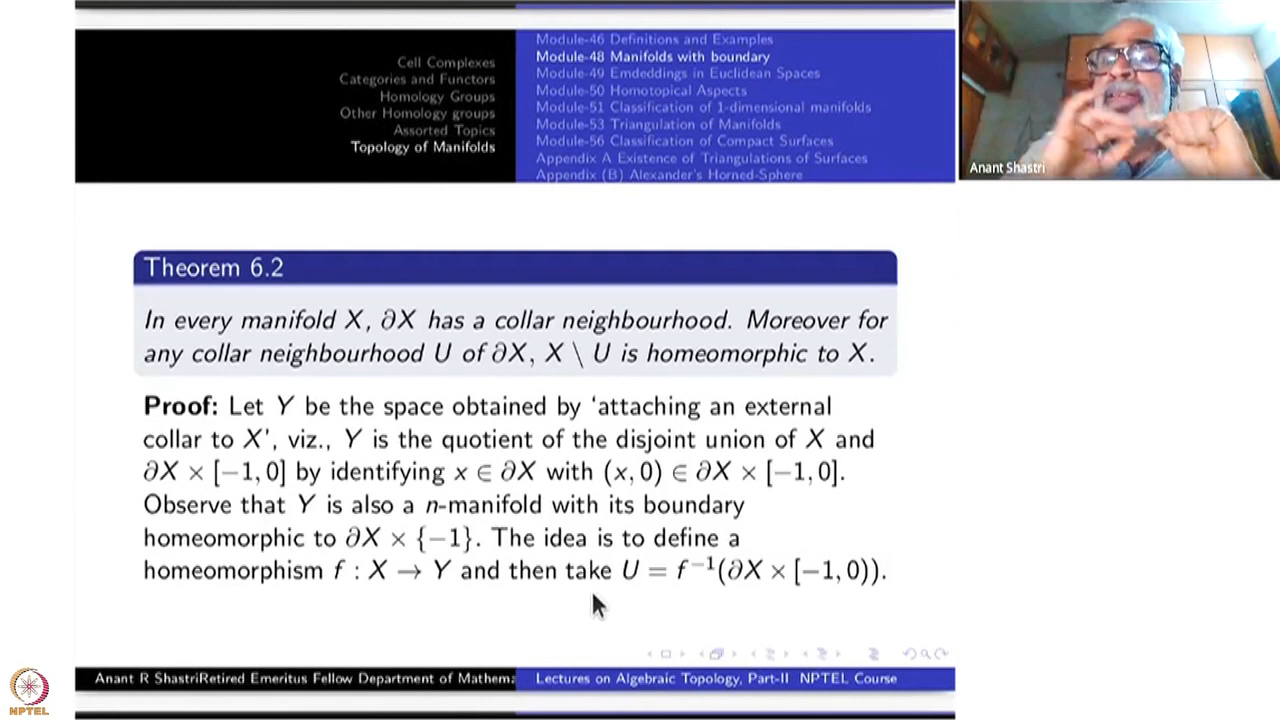 Cell Complexes
Categories and Functors
Homology Groups
Other Homology groups
Assorted Topics
Topology of Manifolds
Module-46 Definitions and Examples
Module-48 Manifolds with boundary
Module-49 Emdeddings in Euclidean Spaces
Module-50 Homotopical Aspects
Module-51 Classification of 1-dimensional manifolds
Module-53 Triangulation of Manifolds
Module-56 Classification of Compact Surfaces
Appendix A Existence of Triangulations of Surfaces
Appendix (B) Alexander's Horned-Sphere
Anant Shastri
Theorem 6.2
In every manifold X, ∂X has a collar neighbourhood. Moreover for
any collar neighbourhood U of ∂X, X \ U is homeomorphic to X.
Proof: Let Y be the space obtained by ‘attaching an external
collar to X’, viz., Y is the quotient of the disjoint union of X and
∂X × [−1, 0] by identifying x ∈ ∂X with (x, 0) ∈ ∂X × [−1, 0].
Observe that Y is also a n-manifold with its boundary
homeomorphic to ∂X × {−1}. The idea is to define a
homeomorphism f : X → Y and then take U = f⁻¹(∂X × [−1, 0)).
Anant R ShastriRetired Emeritus Fellow Department of Mathema
Lectures on Algebraic Topology, Part-II NPTEL Course
NPTEL